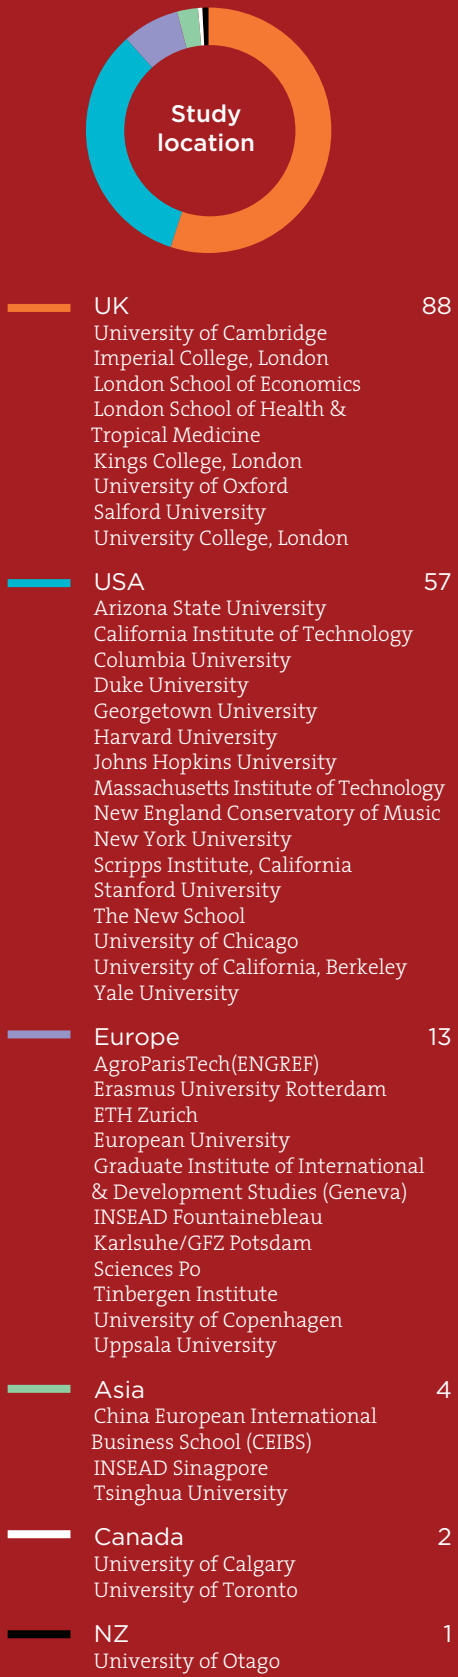 Study
location
UK 88
University of Cambridge
Imperial College, London
London School of Economics
London School of Health &
Tropical Medicine
Kings College, London
University of Oxford
Salford University
University College, London
USA 57
Arizona State University
California Institute of Technology
Columbia University
Duke University
Georgetown University
Harvard University
Johns Hopkins University
Massachusetts Institute of Technology
New England Conservatory of Music
New York University
Scripps Institute, California
Stanford University
The New School
University of Chicago
University of California, Berkeley
Yale University
Europe 13
AgroParisTech(ENGREF)
Erasmus University Rotterdam
ETH Zurich
European University
Graduate Institute of International
& Development Studies (Geneva)
INSEAD Fountainebleau
Karlsuhe/GFZ Potsdam
Sciences Po
Tinbergen Institute
University of Copenhagen
Uppsala University
Asia 4
China European International
Business School (CEIBS)
INSEAD Sinagpore
Tsinghua University
Canada 2
University of Calgary
University of Toronto
NZ 1
University of Otago